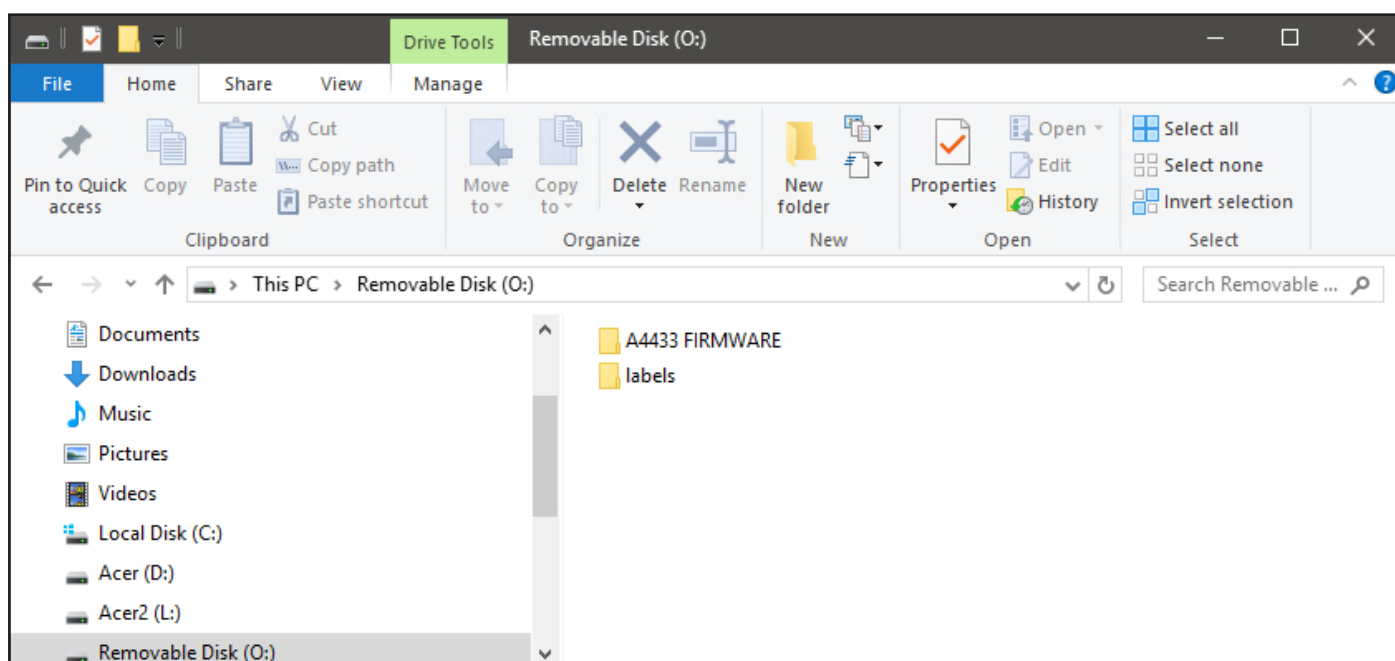 Drive Tools Removable Disk (O:)
File Home Share View Manage
Pin to Quick access
Copy
Paste
Cut
Copy path
Paste shortcut
Move to
Copy to
Delete
Rename
New folder
Properties
Open
Edit
History
Select all
Select none
Invert selection
Clipboard Organize New Open Select
This PC > Removable Disk (O:)
Search Removable ...
Documents
Downloads
Music
Pictures
Videos
Local Disk (C:)
Acer (D:)
Acer2 (L:)
Removable Disk (O:)
A4433 FIRMWARE
labels